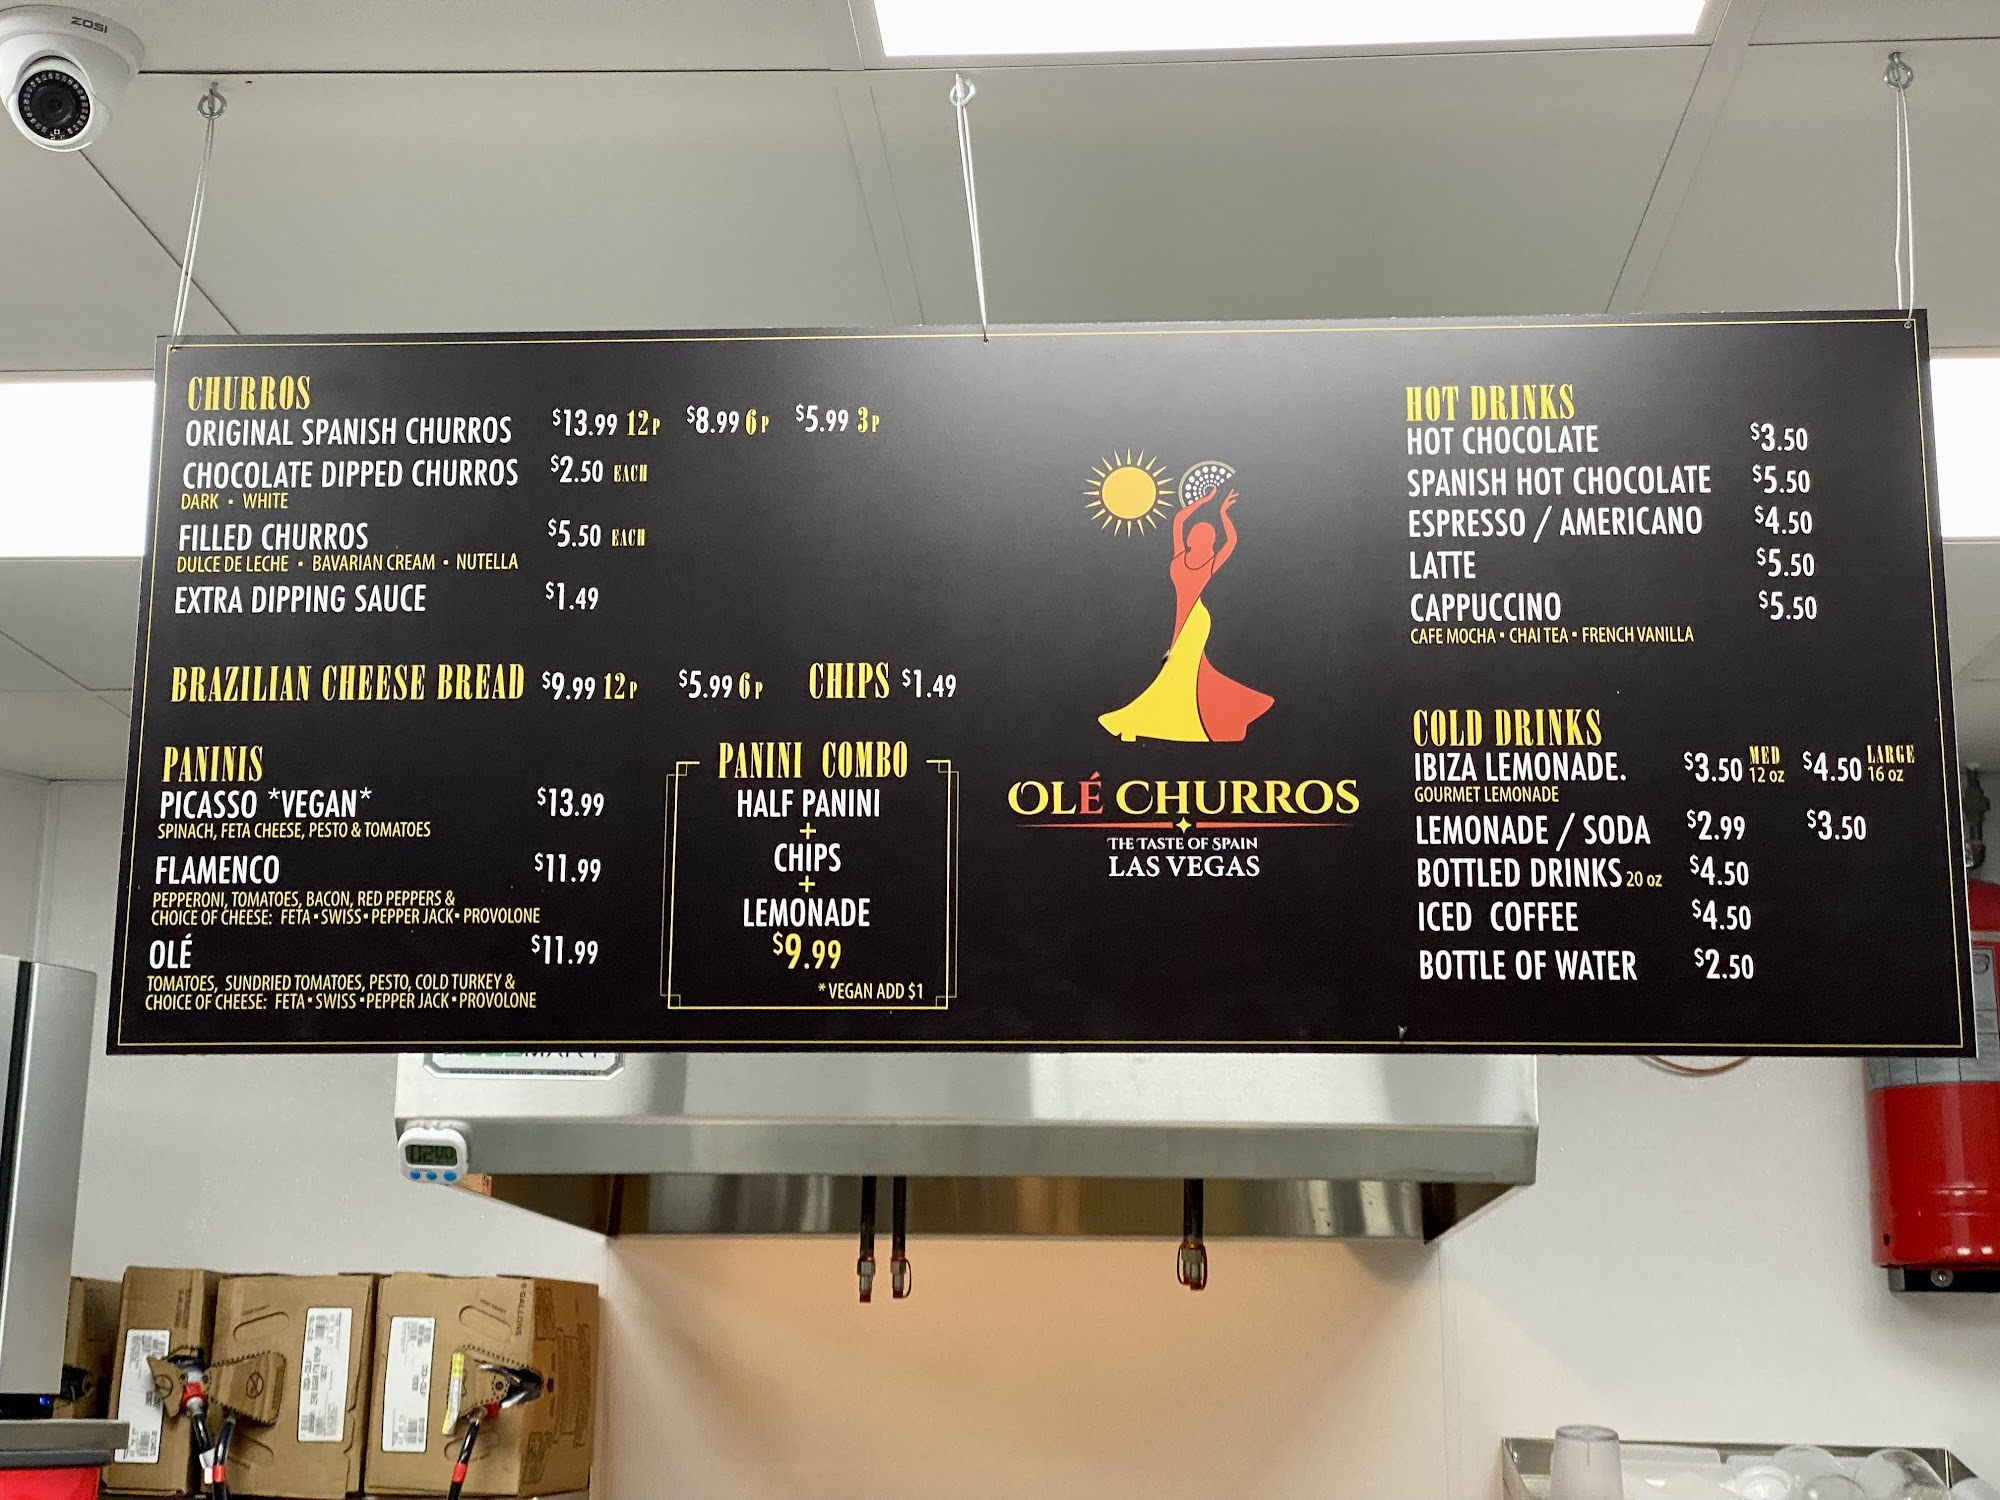 ZOSI
CHURROS
ORIGINAL SPANISH CHURROS $13.99 12P $8.99 6P $5.99 3P
CHOCOLATE DIPPED CHURROS $2.50 EACH
DARK • WHITE
FILLED CHURROS $5.50 EACH
DULCE DE LECHE • BAVARIAN CREAM • NUTELLA
EXTRA DIPPING SAUCE $1.49
BRAZILIAN CHEESE BREAD $9.99 12P $5.99 6P CHIPS $1.49
PANINIS
PICASSO *VEGAN* $13.99
SPINACH, FETA CHEESE, PESTO & TOMATOES
FLAMENCO $11.99
PEPPERONI, TOMATOES, BACON, RED PEPPERS &
CHOICE OF CHEESE: FETA • SWISS • PEPPER JACK • PROVOLONE
OLÉ $11.99
TOMATOES, SUNDRIED TOMATOES, PESTO, COLD TURKEY &
CHOICE OF CHEESE: FETA • SWISS • PEPPER JACK • PROVOLONE
PANINI COMBO
HALF PANINI
+
CHIPS
+
LEMONADE
$9.99
*VEGAN ADD $1
OLÉ CHURROS
THE TASTE OF SPAIN
LAS VEGAS
HOT DRINKS
HOT CHOCOLATE $3.50
SPANISH HOT CHOCOLATE $5.50
ESPRESSO / AMERICANO $4.50
LATTE $5.50
CAPPUCCINO $5.50
CAFE MOCHA • CHAI TEA • FRENCH VANILLA
COLD DRINKS
IBIZA LEMONADE. $3.50 MED 12 OZ $4.50 LARGE 16 OZ
GOURMET LEMONADE
LEMONADE / SODA $2.99 $3.50
BOTTLED DRINKS 20 OZ $4.50
ICED COFFEE $4.50
BOTTLE OF WATER $2.50